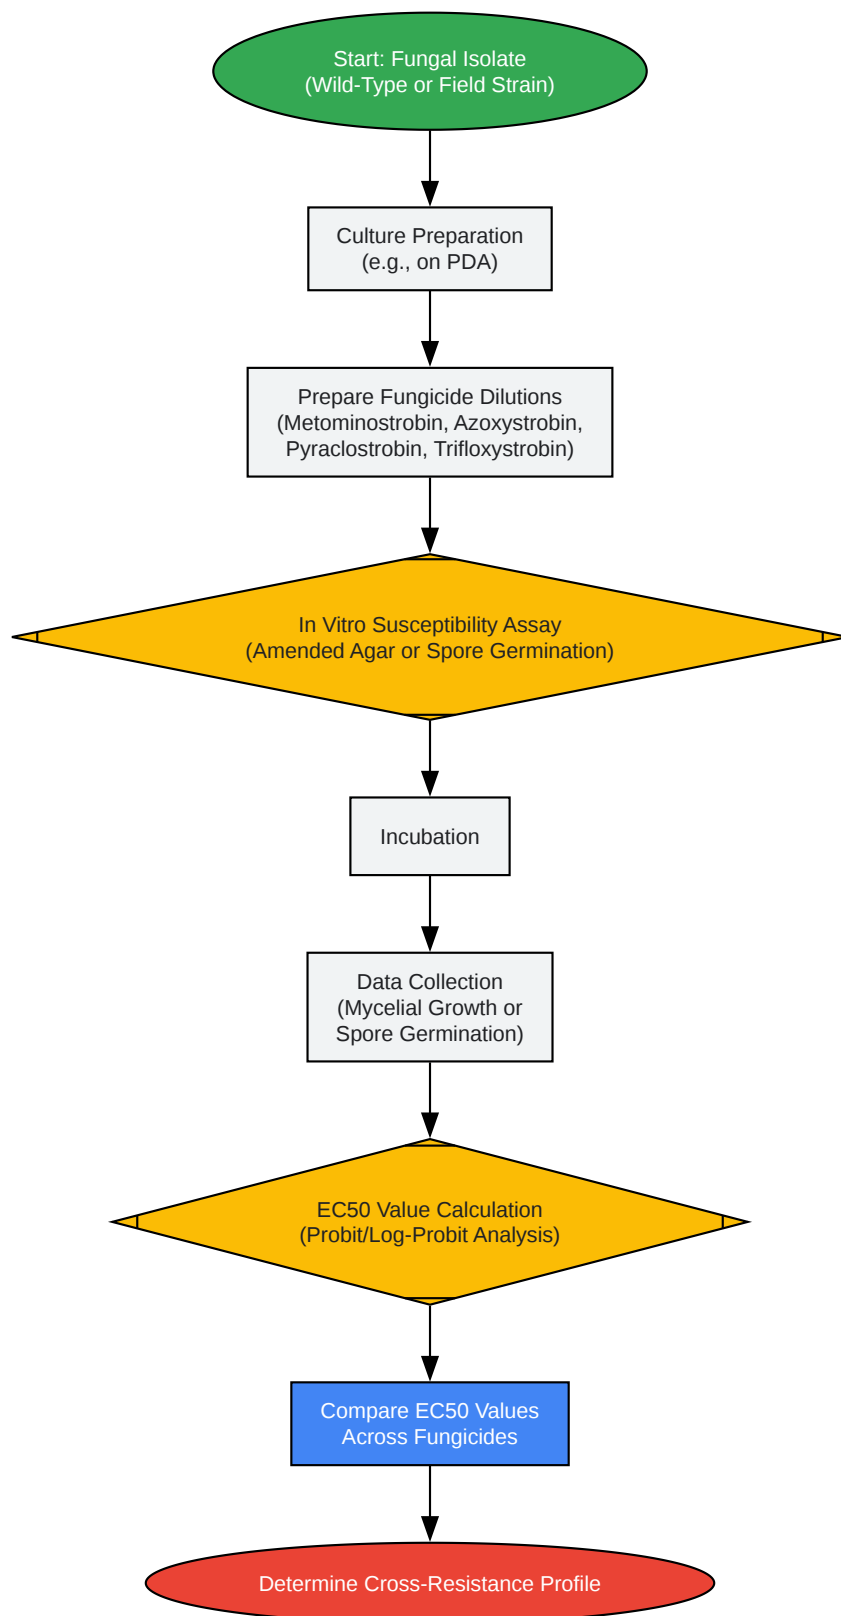 Start: Fungal Isolate
(Wild-Type or Field Strain)
Culture Preparation
(e.g., on PDA)
Prepare Fungicide Dilutions
(Metominostrobin, Azoxystrobin,
Pyraclostrobin, Trifloxystrobin)
In Vitro Susceptibility Assay
(Amended Agar or Spore Germination)
Incubation
Data Collection
(Mycelial Growth or
Spore Germination)
EC50 Value Calculation
(Probit/Log-Probit Analysis)
Compare EC50 Values
Across Fungicides
Determine Cross-Resistance Profile